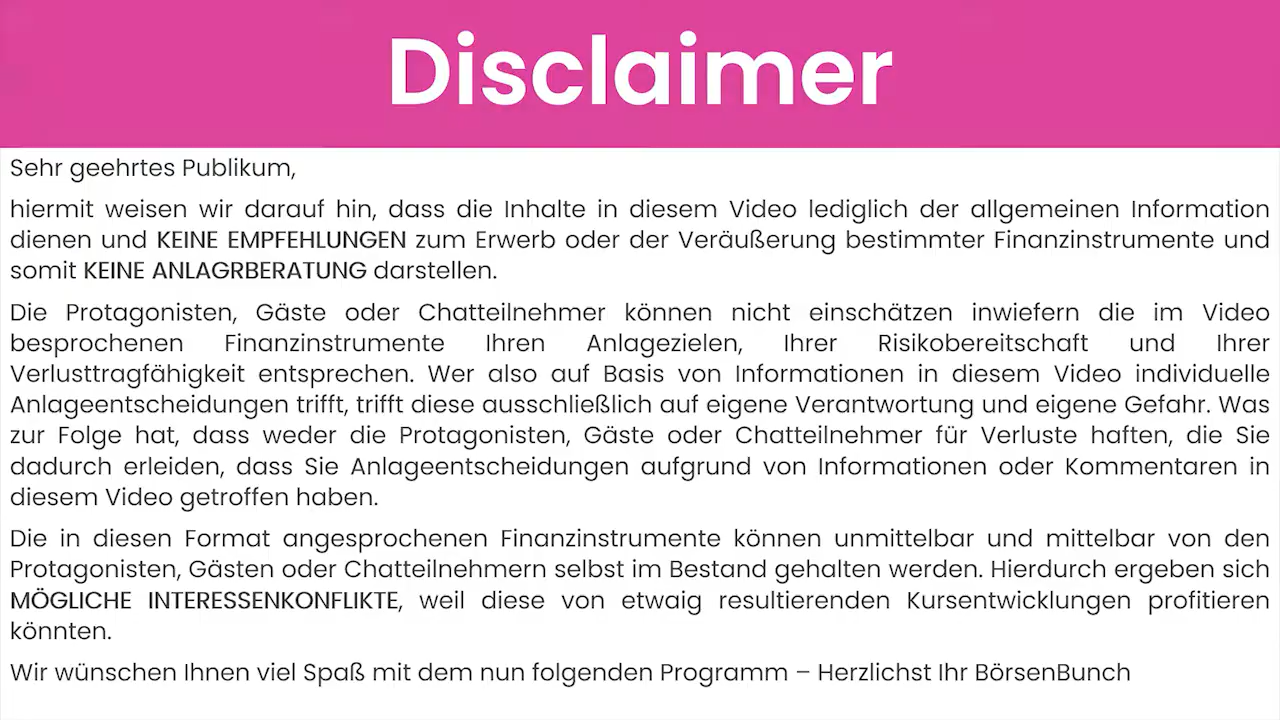 Disclaimer
Sehr geehrtes Publikum,
hiermit weisen wir darauf hin, dass die Inhalte in diesem Video lediglich der allgemeinen Information
dienen und KEINE EMPFEHLUNGEN zum Erwerb oder der Veräußerung bestimmter Finanzinstrumente und
somit KEINE ANLAGRBERATUNG darstellen.
Die Protagonisten, Gäste oder Chatteilnehmer können nicht einschätzen inwiefern die im Video
besprochenen Finanzinstrumente Ihren Anlagezielen, Ihrer Risikobereitschaft und Ihrer
Verlusttragfähigkeit entsprechen. Wer also auf Basis von Informationen in diesem Video individuelle
Anlageentscheidungen trifft, trifft diese ausschließlich auf eigene Verantwortung und eigene Gefahr. Was
zur Folge hat, dass weder die Protagonisten, Gäste oder Chatteilnehmer für Verluste haften, die Sie
dadurch erleiden, dass Sie Anlageentscheidungen aufgrund von Informationen oder Kommentaren in
diesem Video getroffen haben.
Die in diesen Format angesprochenen Finanzinstrumente können unmittelbar und mittelbar von den
Protagonisten, Gästen oder Chatteilnehmern selbst im Bestand gehalten werden. Hierdurch ergeben sich
MÖGLICHE INTERESSENKONFLIKTE, weil diese von etwaig resultierenden Kursentwicklungen profitieren
könnten.
Wir wünschen Ihnen viel Spaß mit dem nun folgenden Programm – Herzlichst Ihr BörsenBunch